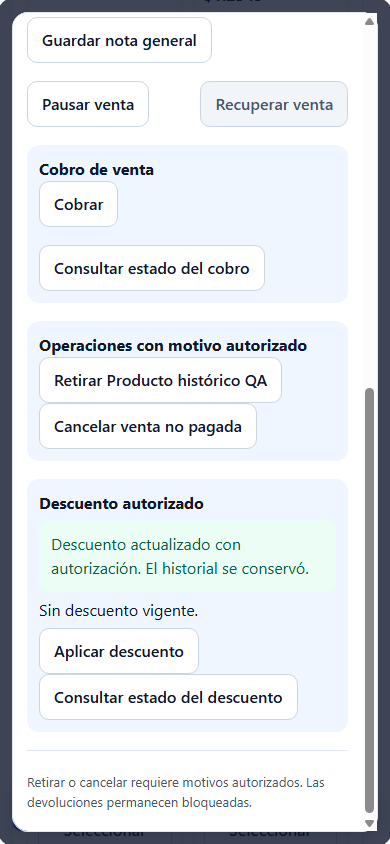 Guardar nota general
Pausar venta
Recuperar venta
Cobro de venta
Cobrar
Consultar estado del cobro
Operaciones con motivo autorizado
Retirar Producto histórico QA
Cancelar venta no pagada
Descuento autorizado
Descuento actualizado con
autorización. El historial se conservó.
Sin descuento vigente.
Aplicar descuento
Consultar estado del descuento
Retirar o cancelar requiere motivos autorizados. Las
devoluciones permanecen bloqueadas.